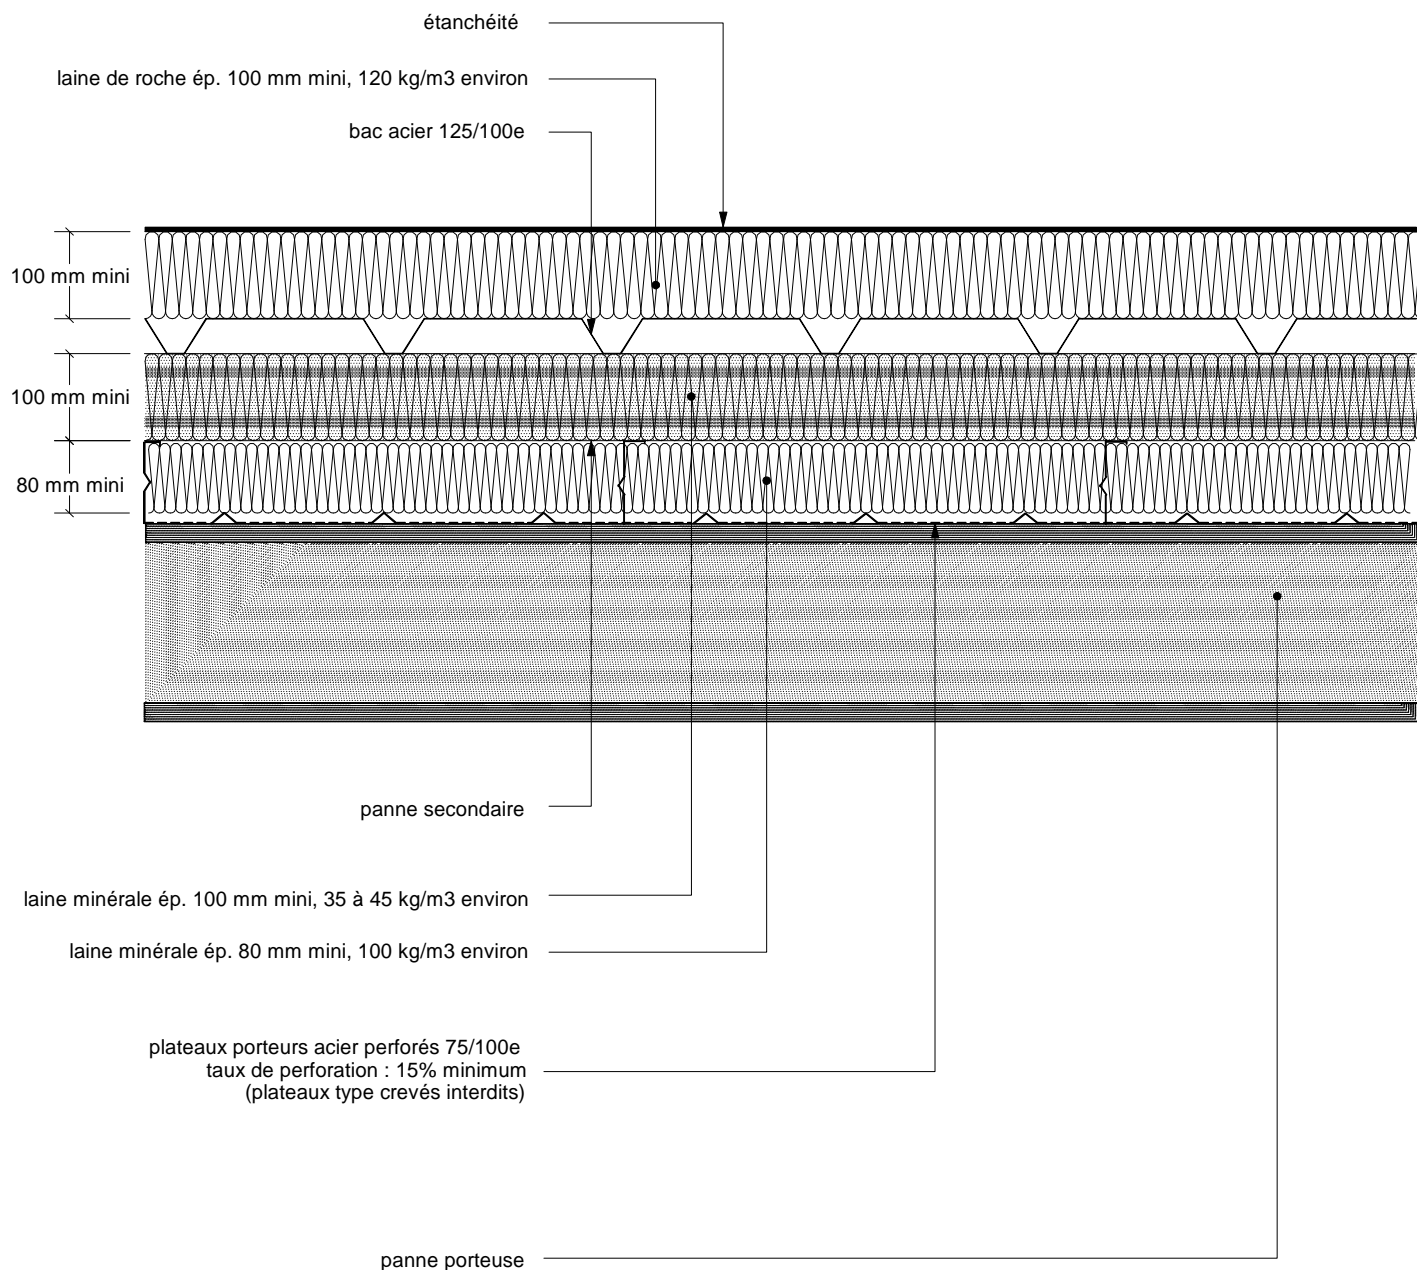 étanchéité
laine de roche ép. 100 mm mini, 120 kg/m3 environ
bac acier 125/100e
100 mm mini
100 mm mini
80 mm mini
panne secondaire
laine minérale ép. 100 mm mini, 35 à 45 kg/m3 environ
laine minérale ép. 80 mm mini, 100 kg/m3 environ
plateaux porteurs acier perforés 75/100e
taux de perforation : 15% minimum
(plateaux type crevés interdits)
panne porteuse